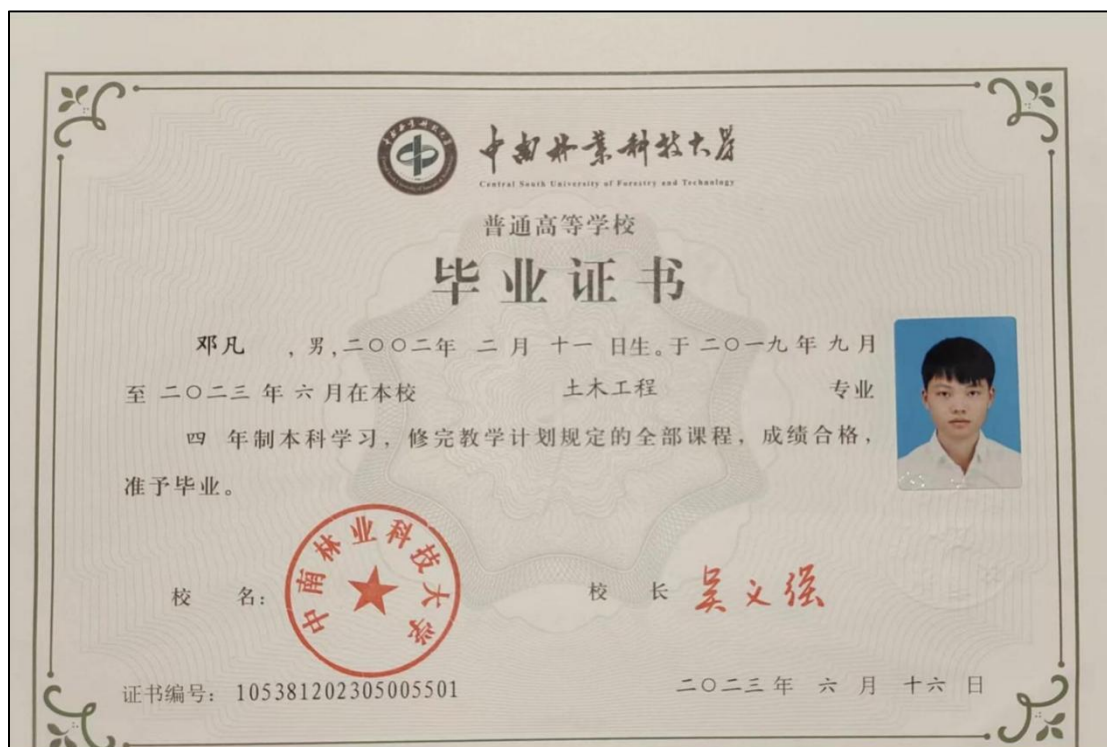 中南林业科技大学
Central South University of Forestry and Technology
普通高等学校
毕业证书
邓凡 ,男,二〇〇二年 二 月 十一 日生。于 二〇一九 年 九 月
至 二〇二三 年 六 月在本校 土木工程 专业
四 年制本科学习，修完教学计划规定的全部课程，成绩合格，
准予毕业。
中南林业科技大学
校 名： 校 长 吴义强
证书编号： 105381202305005501 二〇二三 年 六 月 十六 日